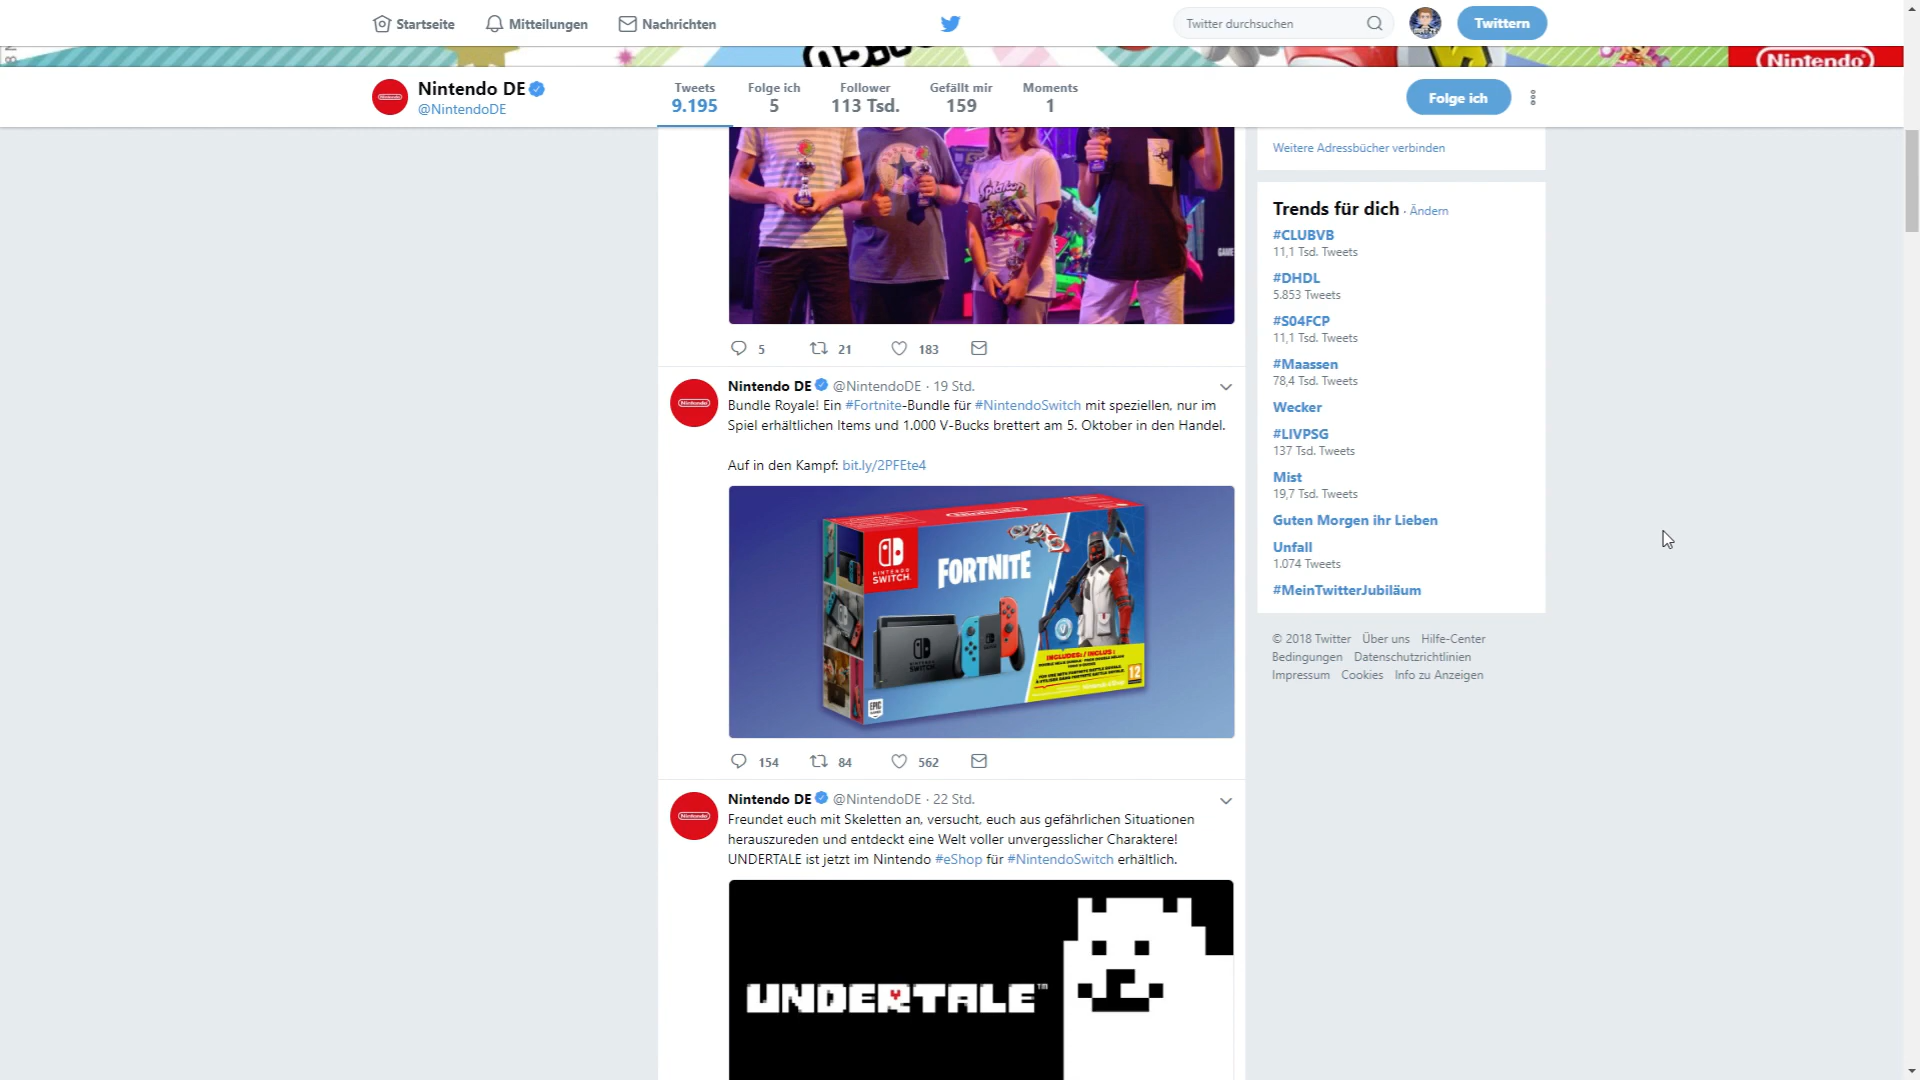 Startseite
Mitteilungen
Nachrichten
Twitter durchsuchen
Twittern
Nintendo
Nintendo DE
@NintendoDE
Tweets
9.195
Folge ich
5
Follower
113 Tsd.
Gefällt mir
159
Moments
1
Folge ich
Splatoon
GAME
5
21
183
Nintendo DE @NintendoDE · 19 Std.
Bundle Royale! Ein #Fortnite-Bundle für #NintendoSwitch mit speziellen, nur im
Spiel erhältlichen Items und 1.000 V-Bucks brettert am 5. Oktober in den Handel.
Auf in den Kampf: bit.ly/2PFEte4
Nintendo
NINTENDO
SWITCH
FORTNITE
NINTENDO
SWITCH
INCLUDES: / INCLUS :
EPIC
12
154
84
562
Nintendo DE @NintendoDE · 22 Std.
Freundet euch mit Skeletten an, versucht, euch aus gefährlichen Situationen
herauszureden und entdeckt eine Welt voller unvergesslicher Charaktere!
UNDERTALE ist jetzt im Nintendo #eShop für #NintendoSwitch erhältlich.
UNDERTALE™
Weitere Adressbücher verbinden
Trends für dich · Ändern
#CLUBVB
11,1 Tsd. Tweets
#DHDL
5.853 Tweets
#S04FCP
11,1 Tsd. Tweets
#Maassen
78,4 Tsd. Tweets
Wecker
#LIVPSG
137 Tsd. Tweets
Mist
19,7 Tsd. Tweets
Guten Morgen ihr Lieben
Unfall
1.074 Tweets
#MeinTwitterJubiläum
© 2018 Twitter Über uns Hilfe-Center
Bedingungen Datenschutzrichtlinien
Impressum Cookies Info zu Anzeigen